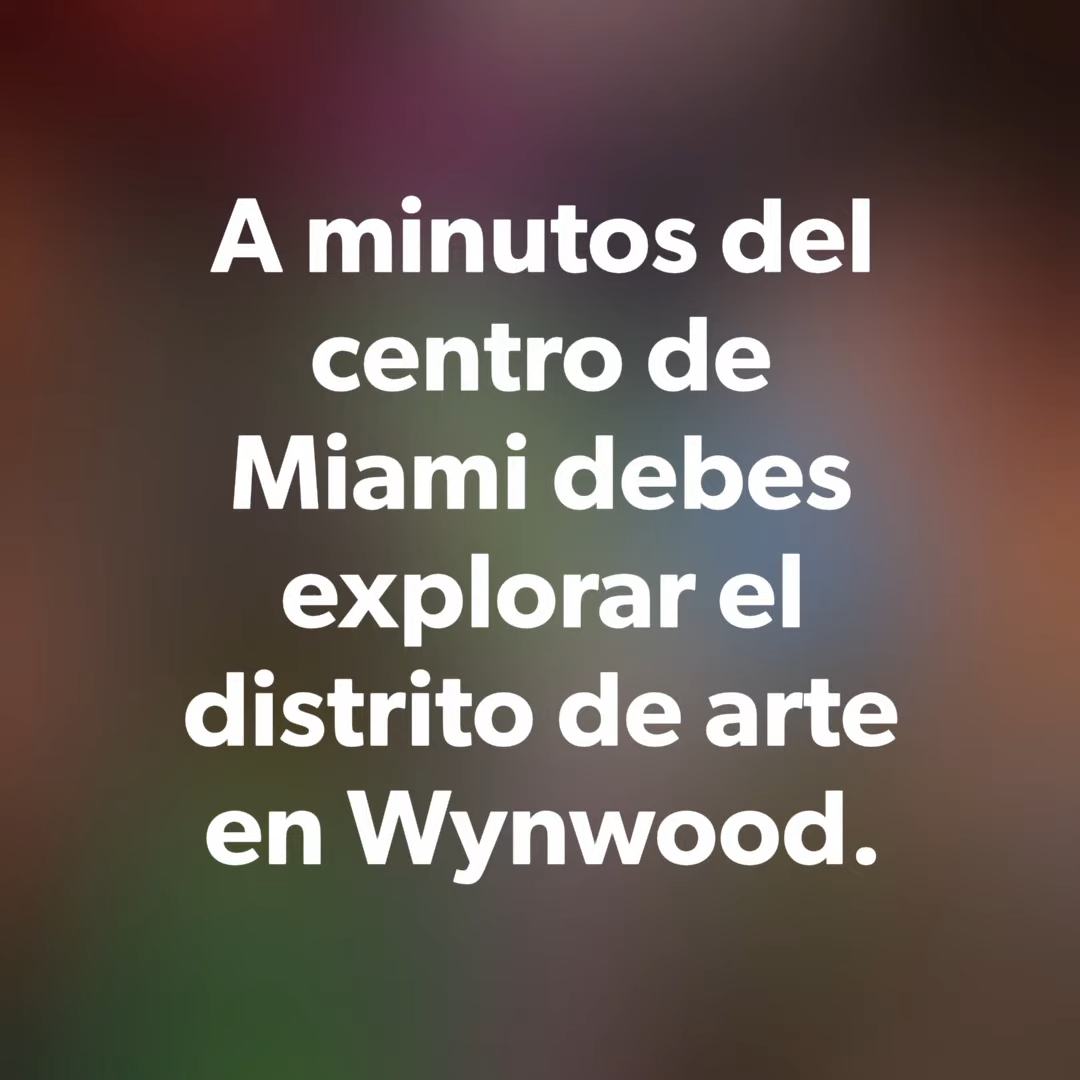 A minutos del
centro de
Miami debes
explorar el
distrito de arte
en Wynwood.